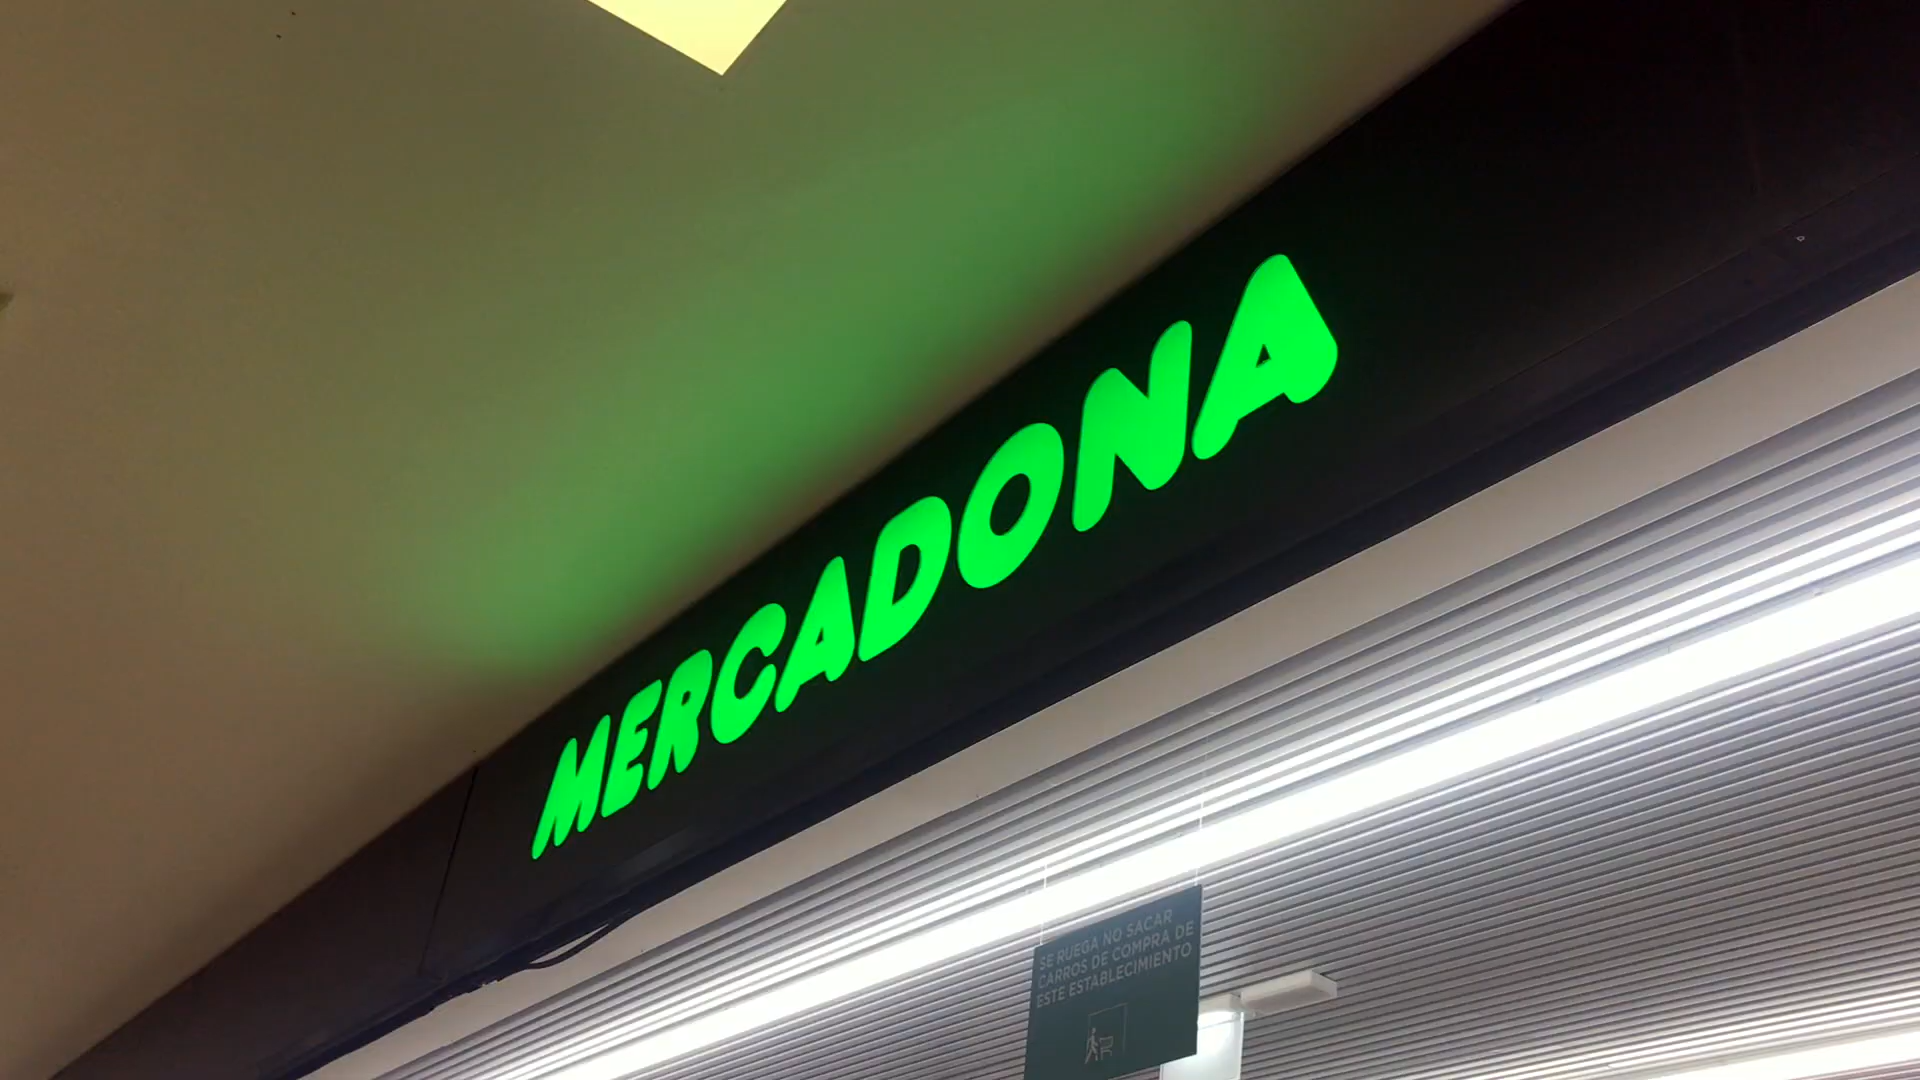 MERCADONA
SE RUEGA NO SACAR
CARROS DE COMPRA DE
ESTE ESTABLECIMIENTO